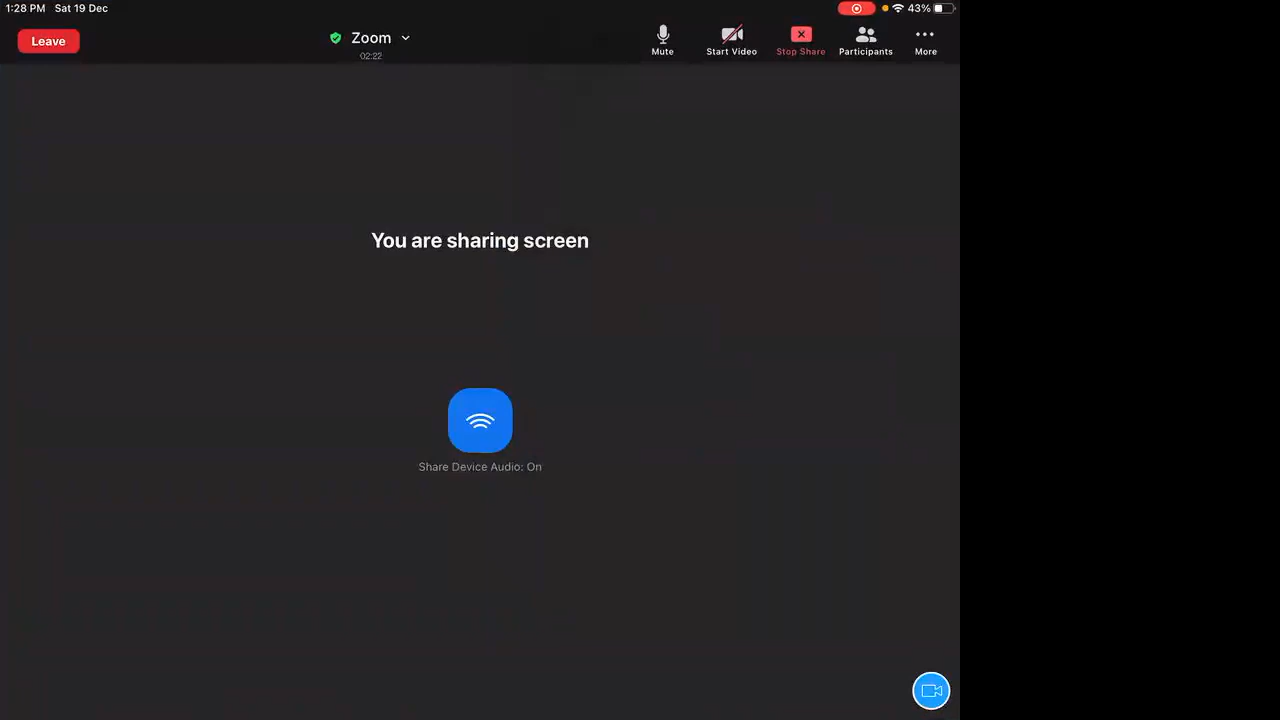 1:28 PM Sat 19 Dec
43%
Leave
Zoom
02:22
Mute
Start Video
Stop Share
Participants
More
You are sharing screen
Share Device Audio: On